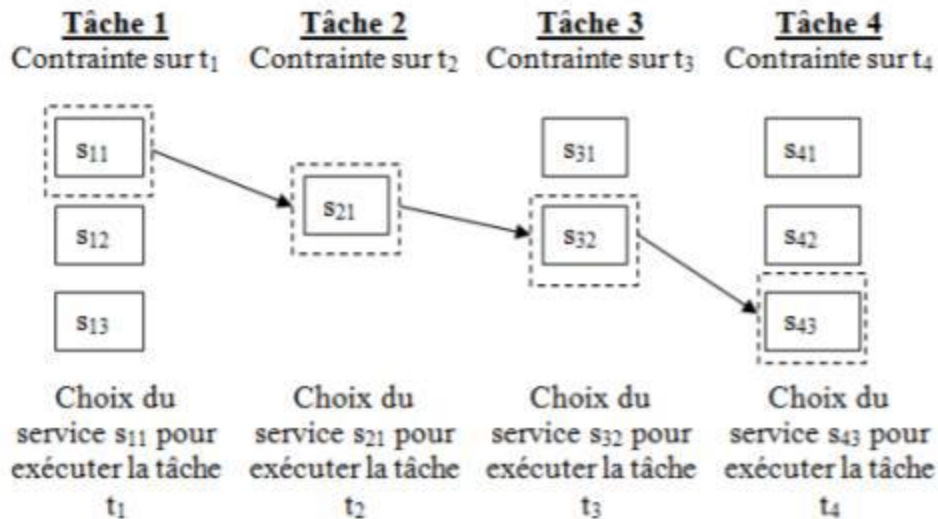 Tâche 1 Tâche 2 Tâche 3 Tâche 4
Contrainte sur t₁ Contrainte sur t₂ Contrainte sur t₃ Contrainte sur t₄
s₁₁
s₁₂
s₁₃
s₂₁
s₃₁
s₃₂
s₄₁
s₄₂
s₄₃
Choix du
service s₁₁ pour
exécuter la tâche
t₁
Choix du
service s₂₁ pour
exécuter la tâche
t₂
Choix du
service s₃₂ pour
exécuter la tâche
t₃
Choix du
service s₄₃ pour
exécuter la tâche
t₄